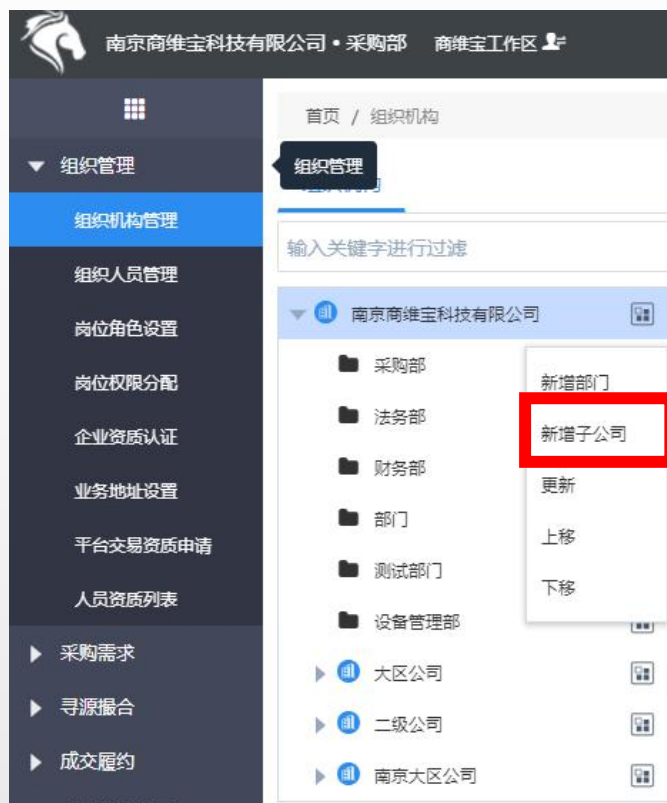 南京商维宝科技有限公司•采购部 商维宝工作区
首页 / 组织机构
组织管理
组织管理
组织机构管理
输入关键字进行过滤
组织人员管理
南京商维宝科技有限公司
岗位角色设置
采购部
新增部门
岗位权限分配
法务部
新增子公司
企业资质认证
财务部
更新
业务地址设置
部门
上移
平台交易资质申请
测试部门
下移
人员资质列表
设备管理部
采购需求
大区公司
寻源撮合
二级公司
成交履约
南京大区公司